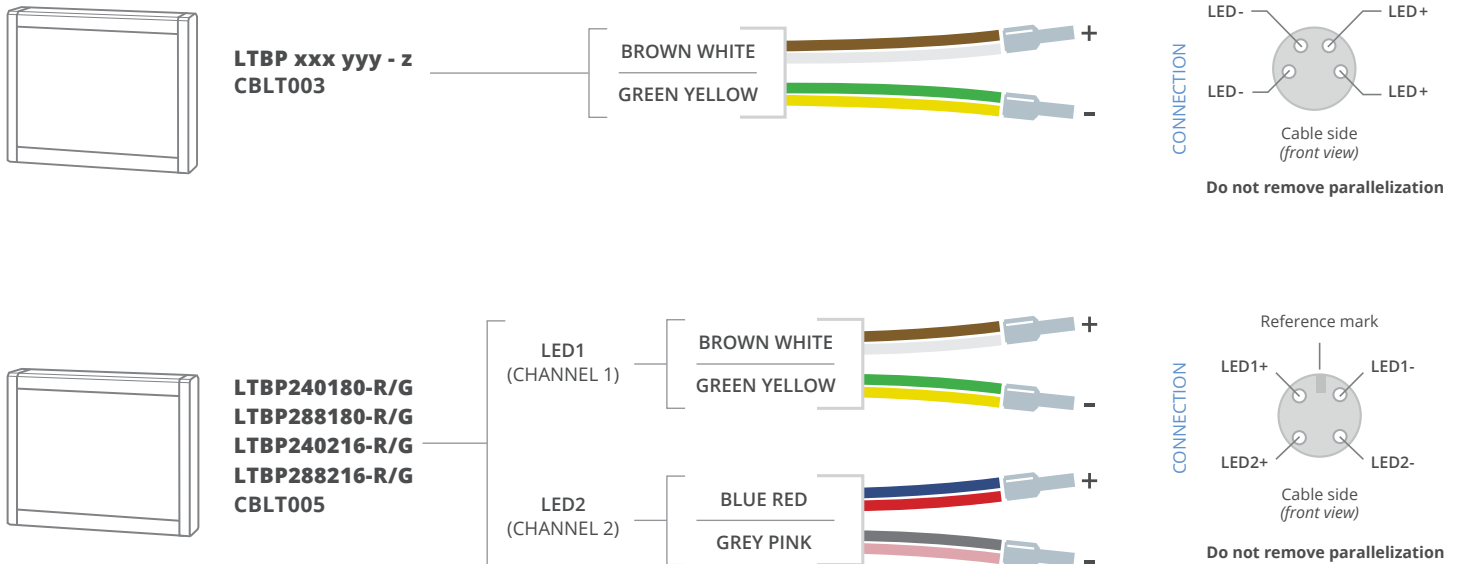 LTBP xxx yyy - z
CBLT003
BROWN WHITE
GREEN YELLOW
+
-
CONNECTION
LED-
LED+
LED-
LED+
Cable side
(front view)
Do not remove parallelization
LTBP240180-R/G
LTBP288180-R/G
LTBP240216-R/G
LTBP288216-R/G
CBLT005
LED1
(CHANNEL 1)
BROWN WHITE
GREEN YELLOW
+
-
LED2
(CHANNEL 2)
BLUE RED
GREY PINK
+
-
CONNECTION
Reference mark
LED1+
LED1-
LED2+
LED2-
Cable side
(front view)
Do not remove parallelization